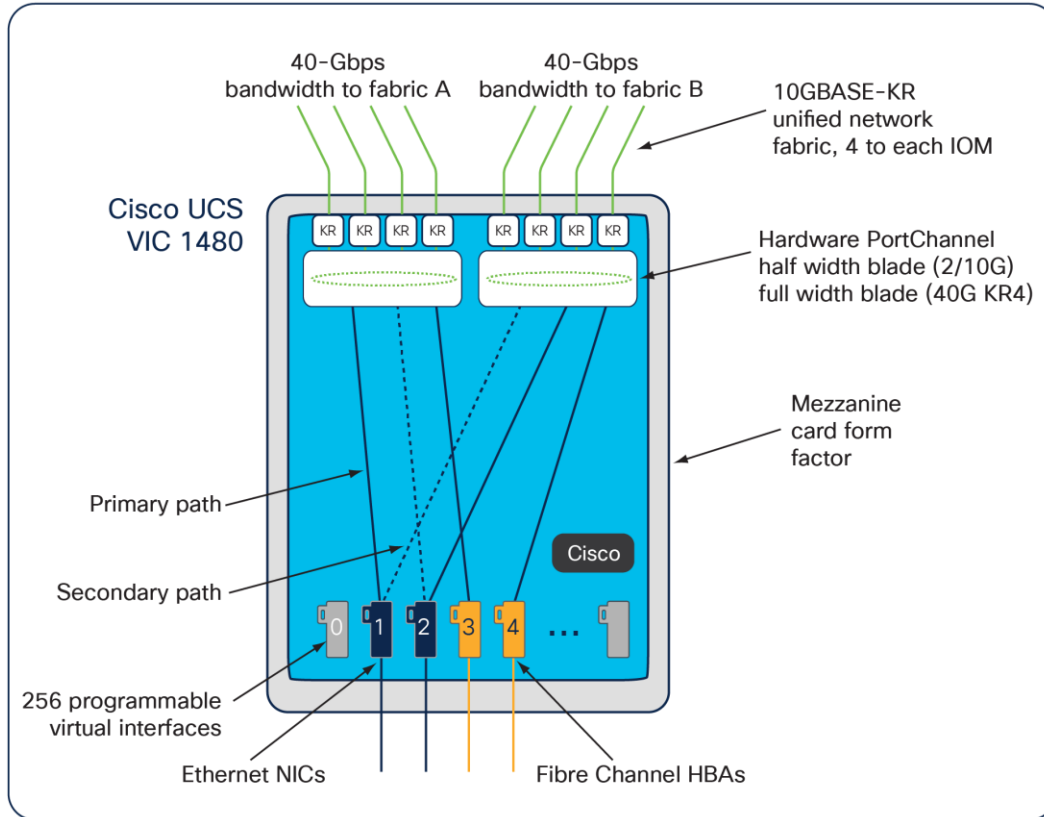 40-Gbps
bandwidth to fabric A
40-Gbps
bandwidth to fabric B
10GBASE-KR
unified network
fabric, 4 to each IOM
Cisco UCS
VIC 1480
KR
KR
KR
KR
KR
KR
KR
KR
Hardware PortChannel
half width blade (2/10G)
full width blade (40G KR4)
Mezzanine
card form
factor
Primary path
Cisco
Secondary path
0
1
2
3
4
...
256 programmable
virtual interfaces
Ethernet NICs
Fibre Channel HBAs